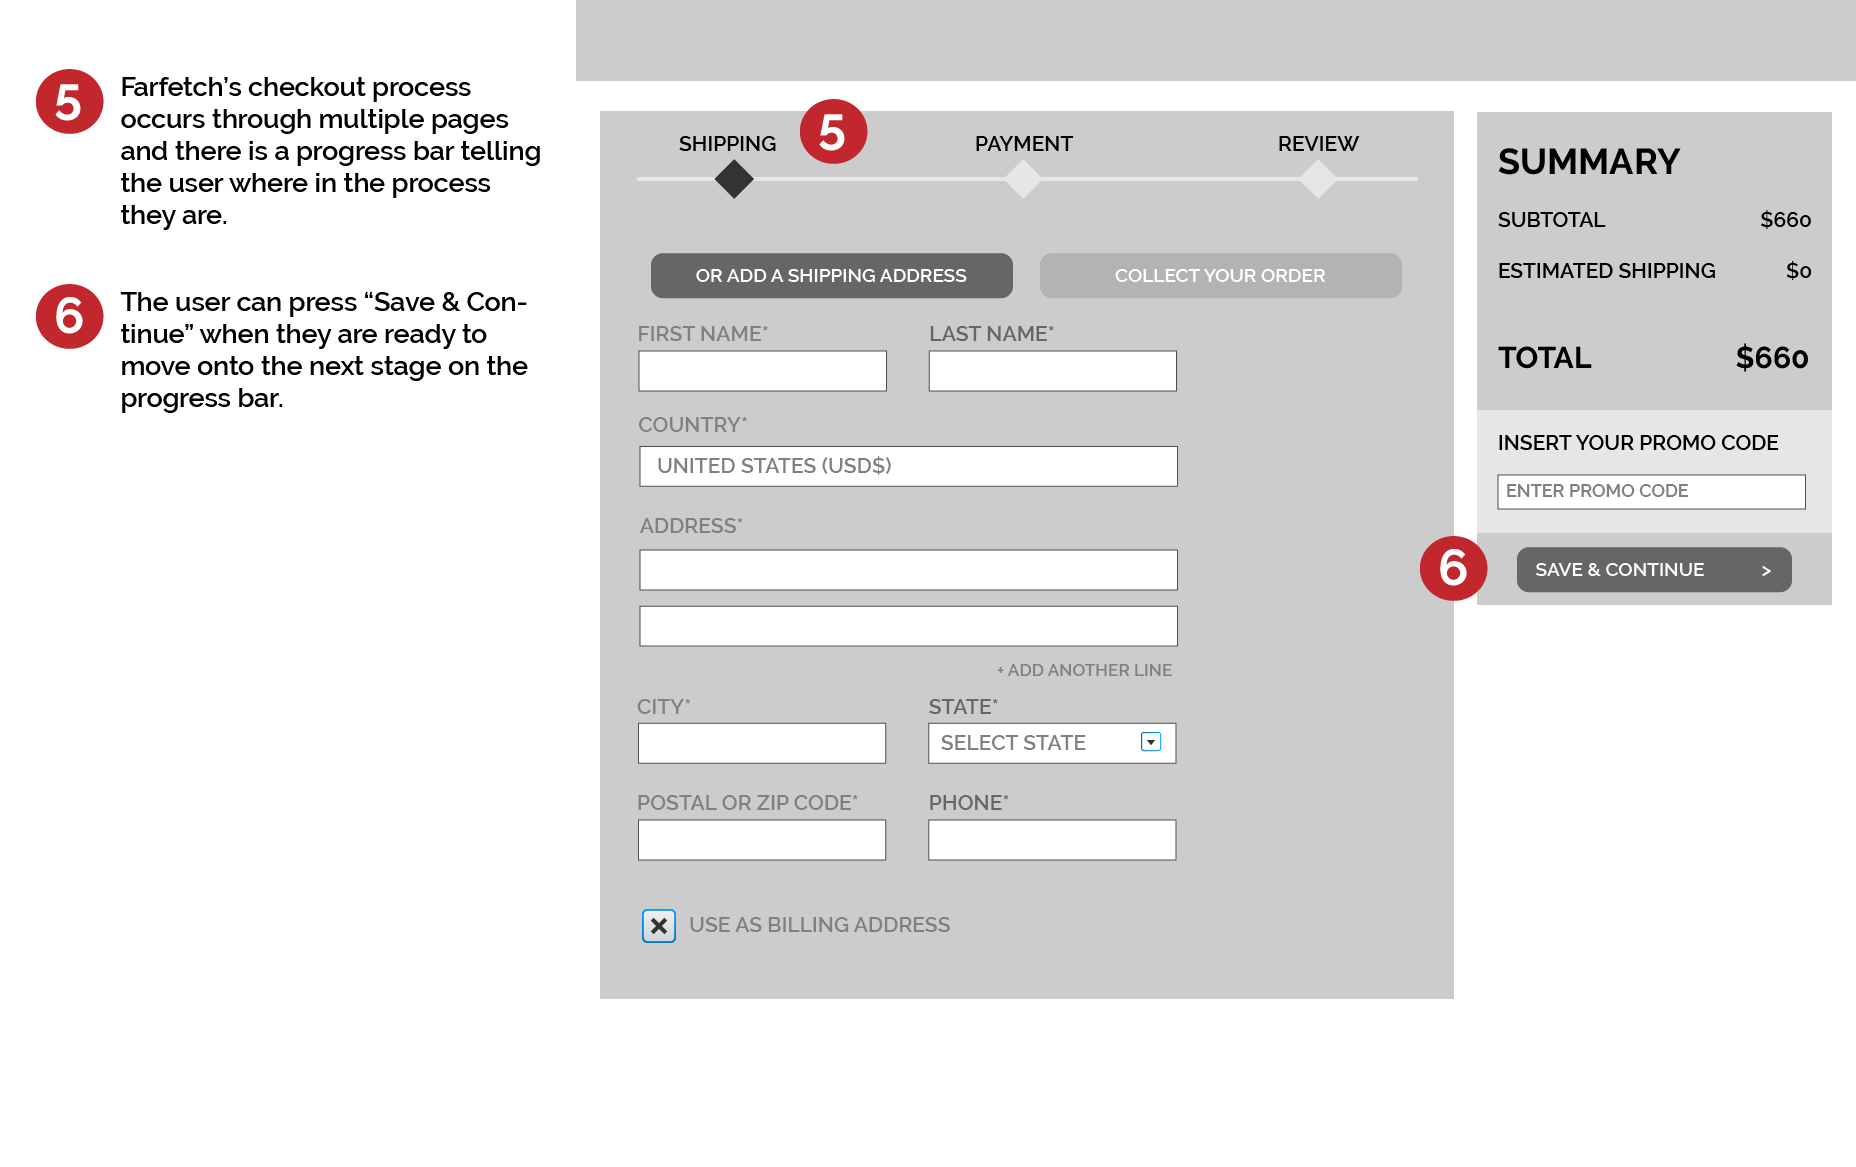 5
Farfetch’s checkout process
occurs through multiple pages
and there is a progress bar telling
the user where in the process
they are.
6
The user can press “Save & Con-
tinue” when they are ready to
move onto the next stage on the
progress bar.
SHIPPING 5 PAYMENT REVIEW
OR ADD A SHIPPING ADDRESS COLLECT YOUR ORDER
FIRST NAME* LAST NAME*
COUNTRY*
UNITED STATES (USD$)
ADDRESS*
+ ADD ANOTHER LINE
CITY* STATE*
SELECT STATE
POSTAL OR ZIP CODE* PHONE*
USE AS BILLING ADDRESS
SUMMARY
SUBTOTAL $660
ESTIMATED SHIPPING $0
TOTAL $660
INSERT YOUR PROMO CODE
ENTER PROMO CODE
6 SAVE & CONTINUE >